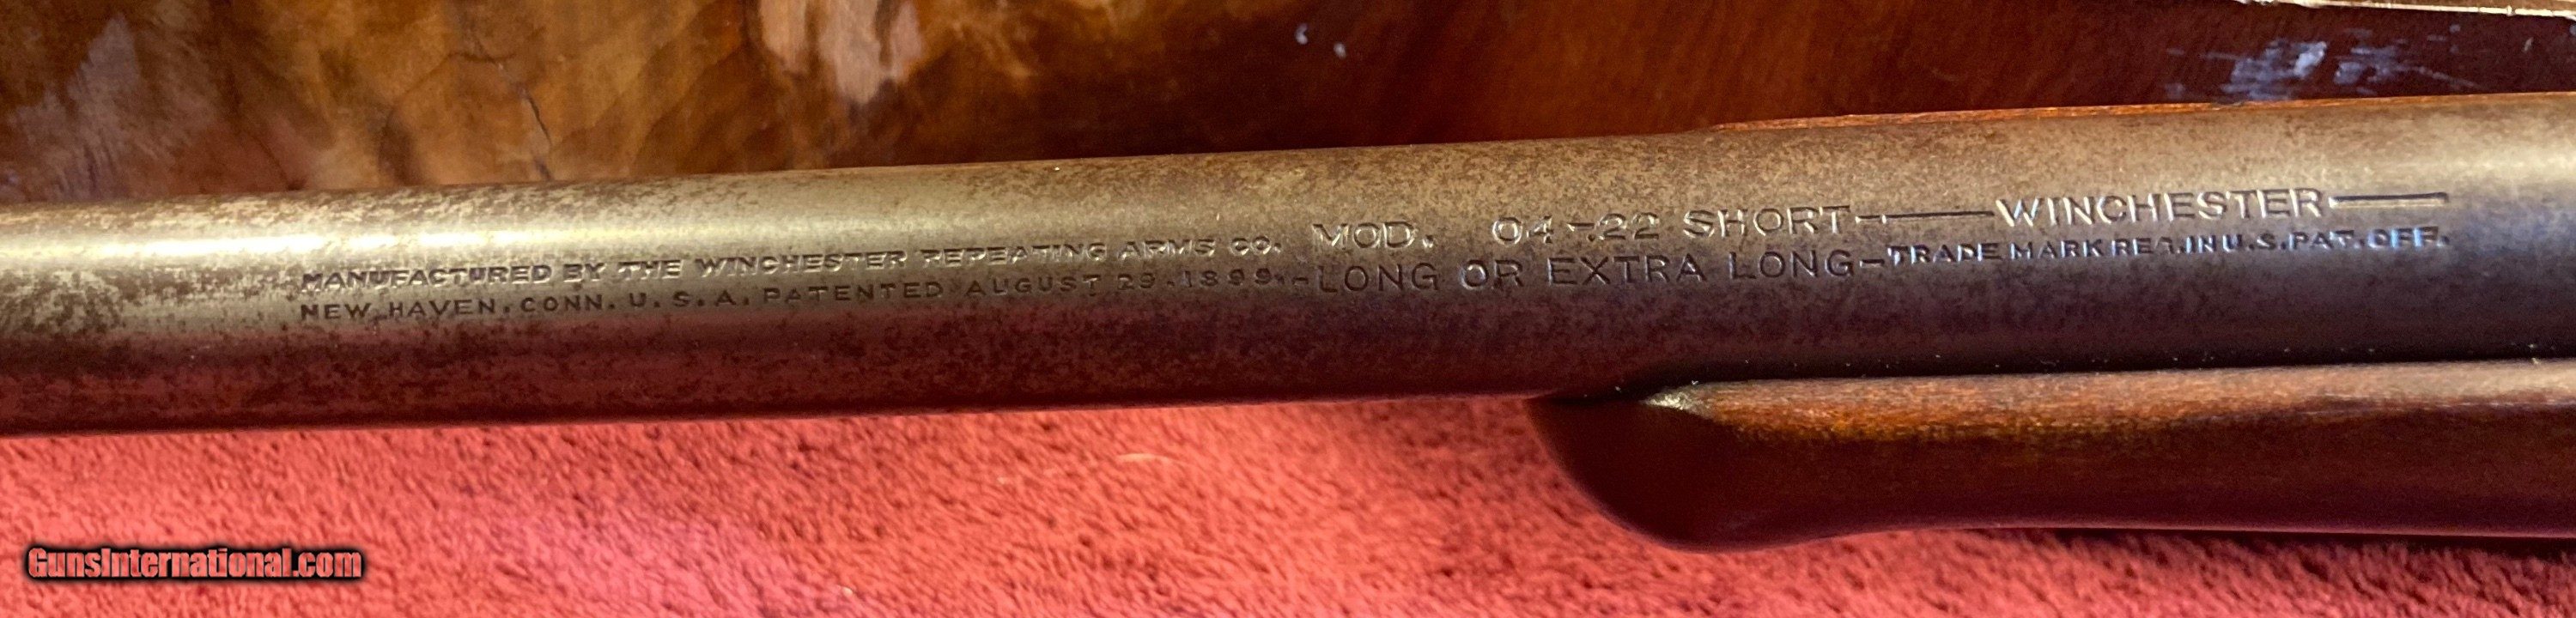 MANUFACTURED BY THE WINCHESTER REPEATING ARMS CO. MOD. 04-.22 SHORT-—WINCHESTER—
NEW HAVEN, CONN. U.S.A. PATENTED AUGUST 29.1899.-LONG OR EXTRA LONG-TRADE MARK REG.IN U.S.PAT.OFF.
GunsInternational.com